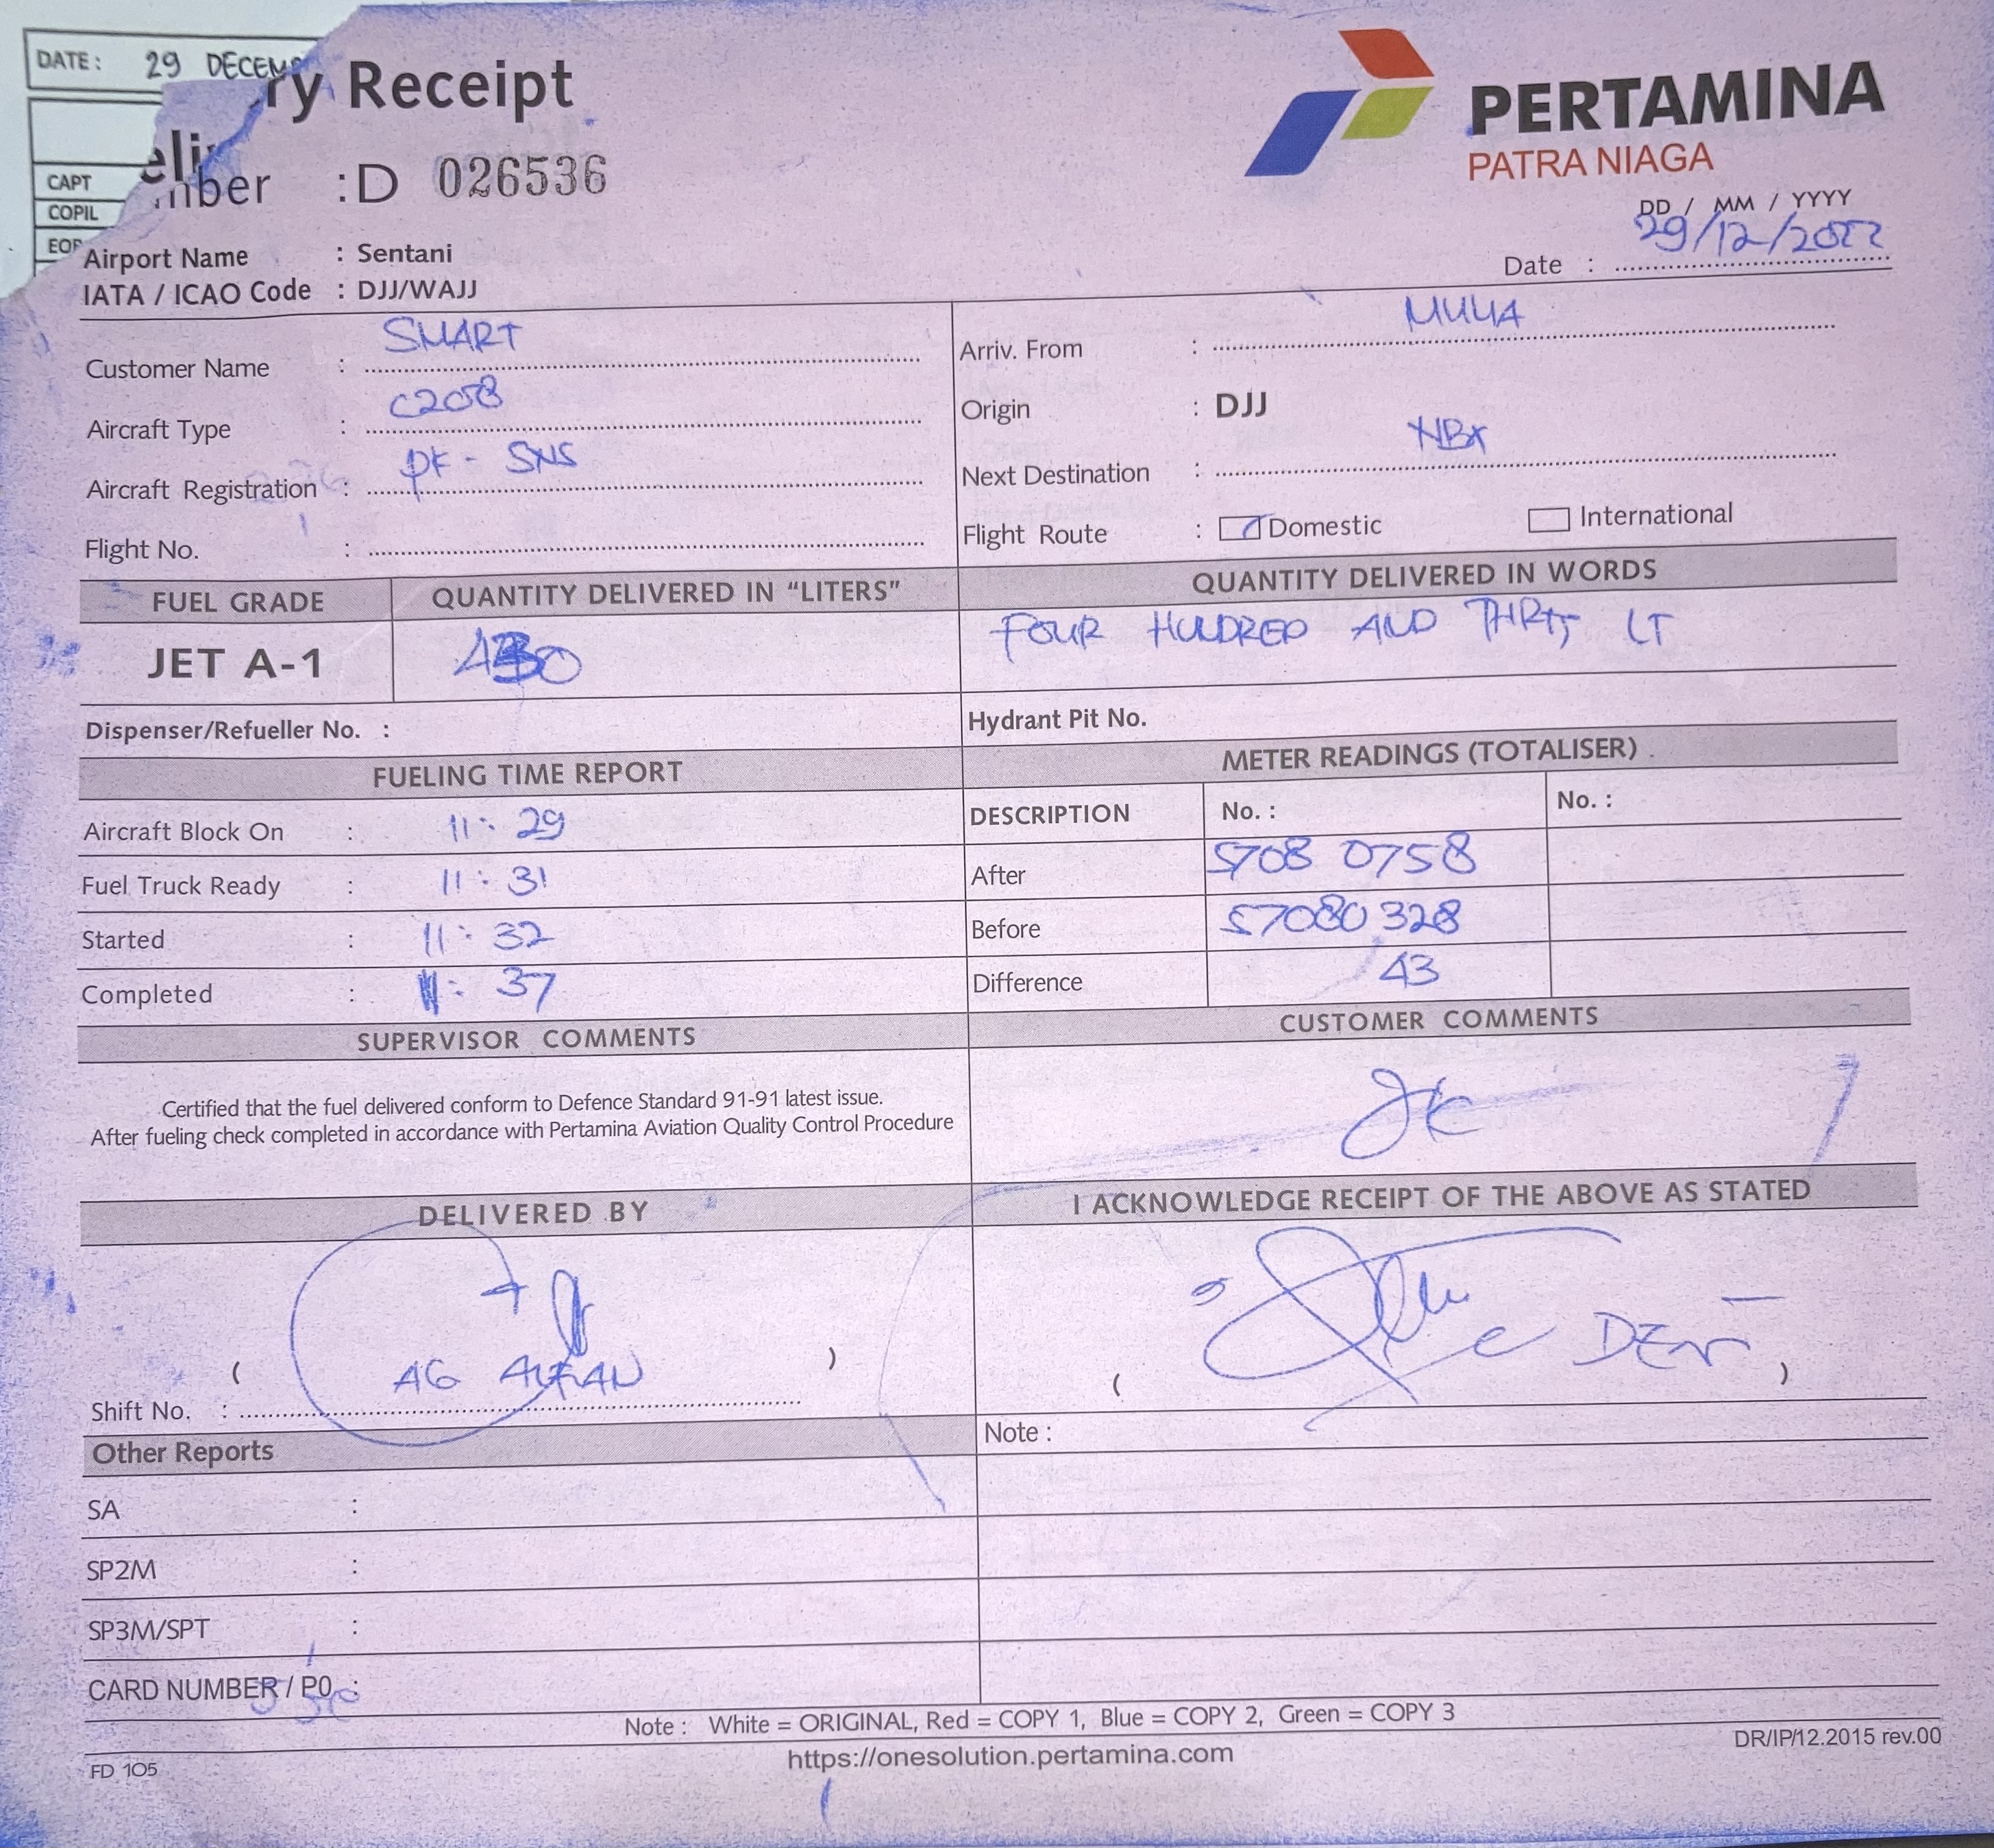 DATE : 29 DECEM
ry Receipt
eli
mber : D 026536
PERTAMINA
PATRA NIAGA
CAPT
COPIL
DD / MM / YYYY
Date : 29/12/2022
Airport Name : Sentani
IATA / ICAO Code : DJJ/WAJJ
Customer Name : SMART
Arriv. From :
Aircraft Type : C208
Origin : DJJ
Aircraft Registration : PK - SNS
Next Destination : NBX
Flight No. :
Flight Route : Domestic International
FUEL GRADE QUANTITY DELIVERED IN “LITERS” QUANTITY DELIVERED IN WORDS
JET A-1 430 FOUR HUNDRED AND THRTY LT
Dispenser/Refueller No. : Hydrant Pit No.
FUELING TIME REPORT METER READINGS (TOTALISER)
DESCRIPTION No. : No. :
Aircraft Block On : 11 : 29
After 5708 0758
Fuel Truck Ready : 11 : 31
Before 57080 328
Started : 11 : 32
Difference 43
Completed : 11 : 37
SUPERVISOR COMMENTS CUSTOMER COMMENTS
Certified that the fuel delivered conform to Defence Standard 91-91 latest issue.
After fueling check completed in accordance with Pertamina Aviation Quality Control Procedure
DELIVERED BY I ACKNOWLEDGE RECEIPT OF THE ABOVE AS STATED
( AG )
( )
Shift No. :
Other Reports Note :
SA :
SP2M :
SP3M/SPT :
CARD NUMBER / PO :
Note : White = ORIGINAL, Red = COPY 1, Blue = COPY 2, Green = COPY 3
https://onesolution.pertamina.com
FD 105 DR/IP/12.2015 rev.00